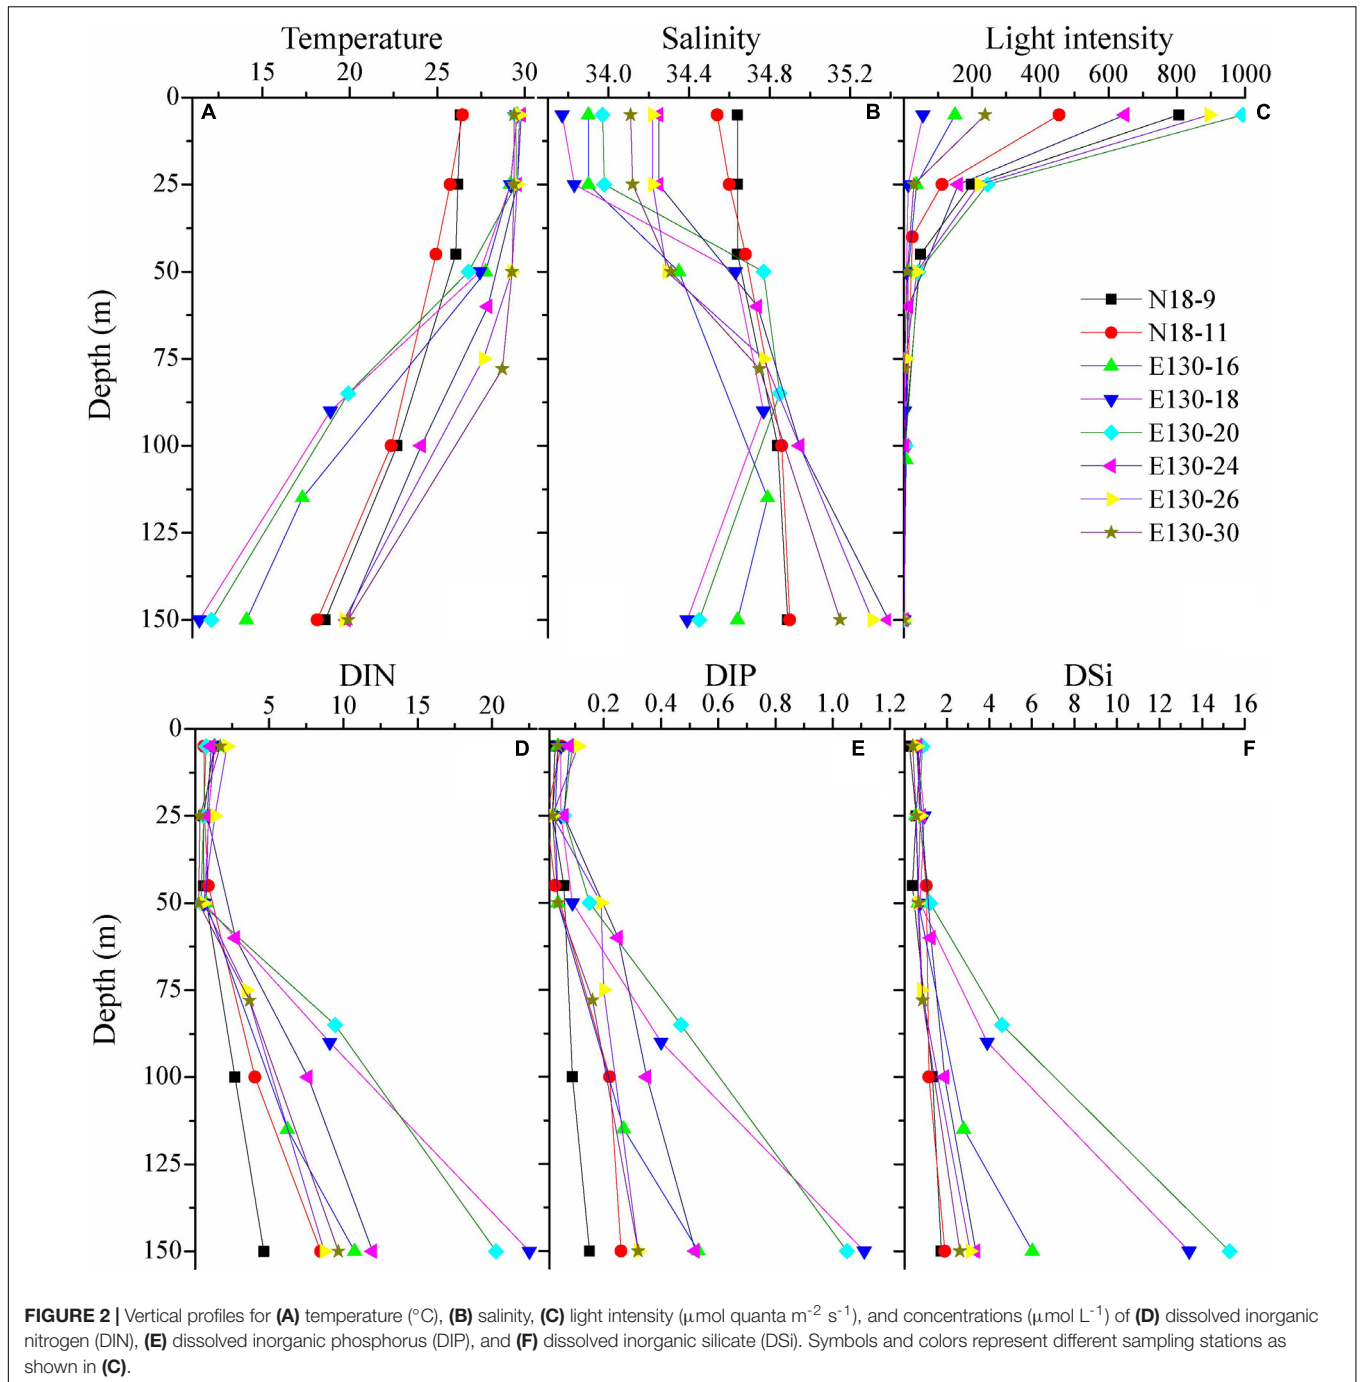 Temperature Salinity Light intensity
15 20 25 30 34.0 34.4 34.8 35.2 200 400 600 800 1000
0 A B C
25
50
75
100
125
150
Depth (m)
N18-9
N18-11
E130-16
E130-18
E130-20
E130-24
E130-26
E130-30
DIN DIP DSi
5 10 15 20 0.2 0.4 0.6 0.8 1.0 1.2 2 4 6 8 10 12 14 16
0 D E F
25
50
75
100
125
150
Depth (m)
FIGURE 2 | Vertical profiles for (A) temperature (°C), (B) salinity, (C) light intensity (μmol quanta m⁻² s⁻¹), and concentrations (μmol L⁻¹) of (D) dissolved inorganic
nitrogen (DIN), (E) dissolved inorganic phosphorus (DIP), and (F) dissolved inorganic silicate (DSi). Symbols and colors represent different sampling stations as
shown in (C).